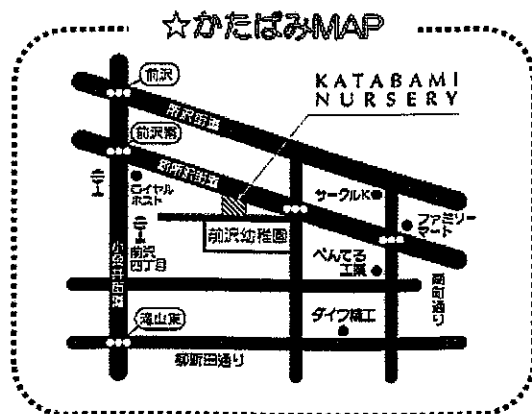 ☆かたばみMAP
前沢
KATABAMI
NURSERY
所沢街道
前沢南
新所沢街道
ロイヤル
ホスト
サークルK
ファミリー
マート
前沢幼稚園
前沢
四丁目
小金井街道
ぺんてる
工業
滝山東
ダイワ精工
柳新田通り